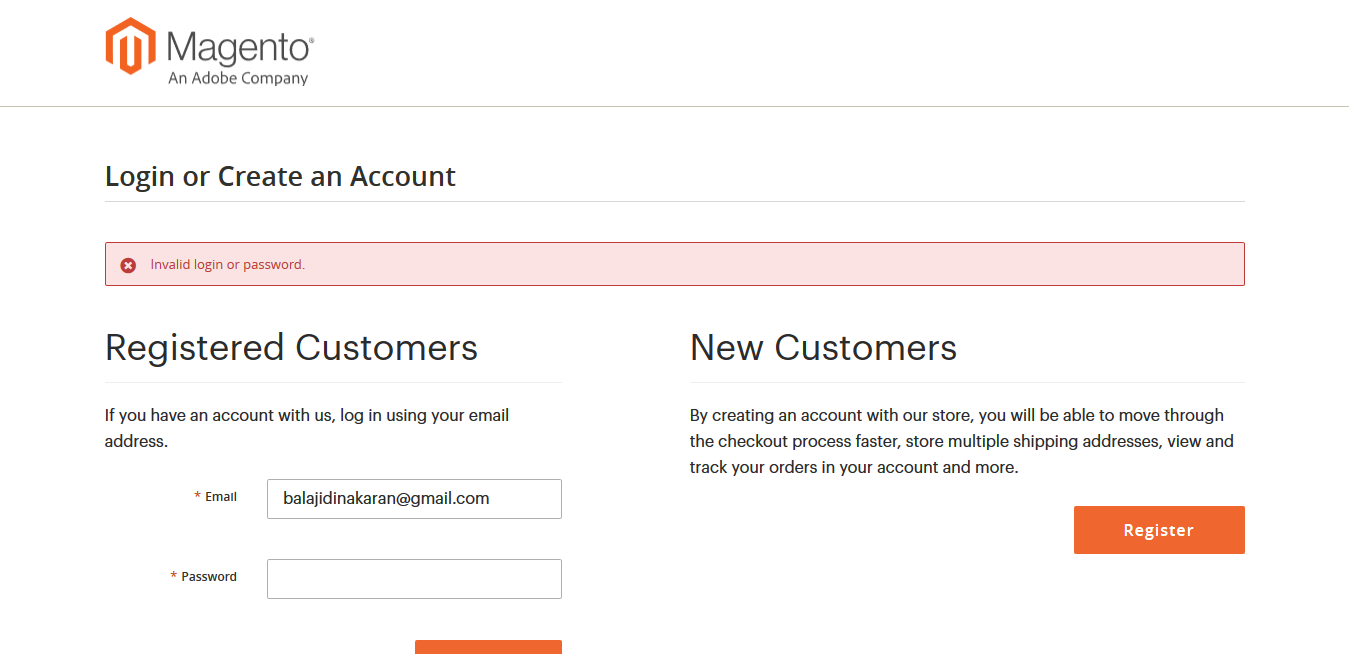 Magento®
An Adobe Company
Login or Create an Account
Invalid login or password.
Registered Customers
If you have an account with us, log in using your email
address.
* Email
balajidinakaran@gmail.com
* Password
New Customers
By creating an account with our store, you will be able to move through
the checkout process faster, store multiple shipping addresses, view and
track your orders in your account and more.
Register